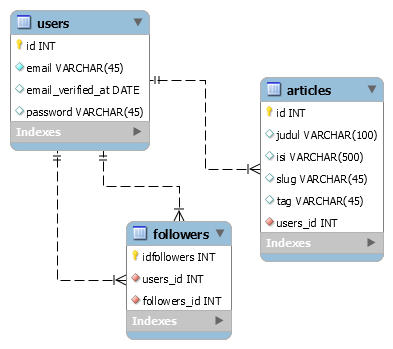 users
id INT
email VARCHAR(45)
email_verified_at DATE
password VARCHAR(45)
Indexes
articles
id INT
judul VARCHAR(100)
isi VARCHAR(500)
slug VARCHAR(45)
tag VARCHAR(45)
users_id INT
Indexes
followers
idfollowers INT
users_id INT
followers_id INT
Indexes